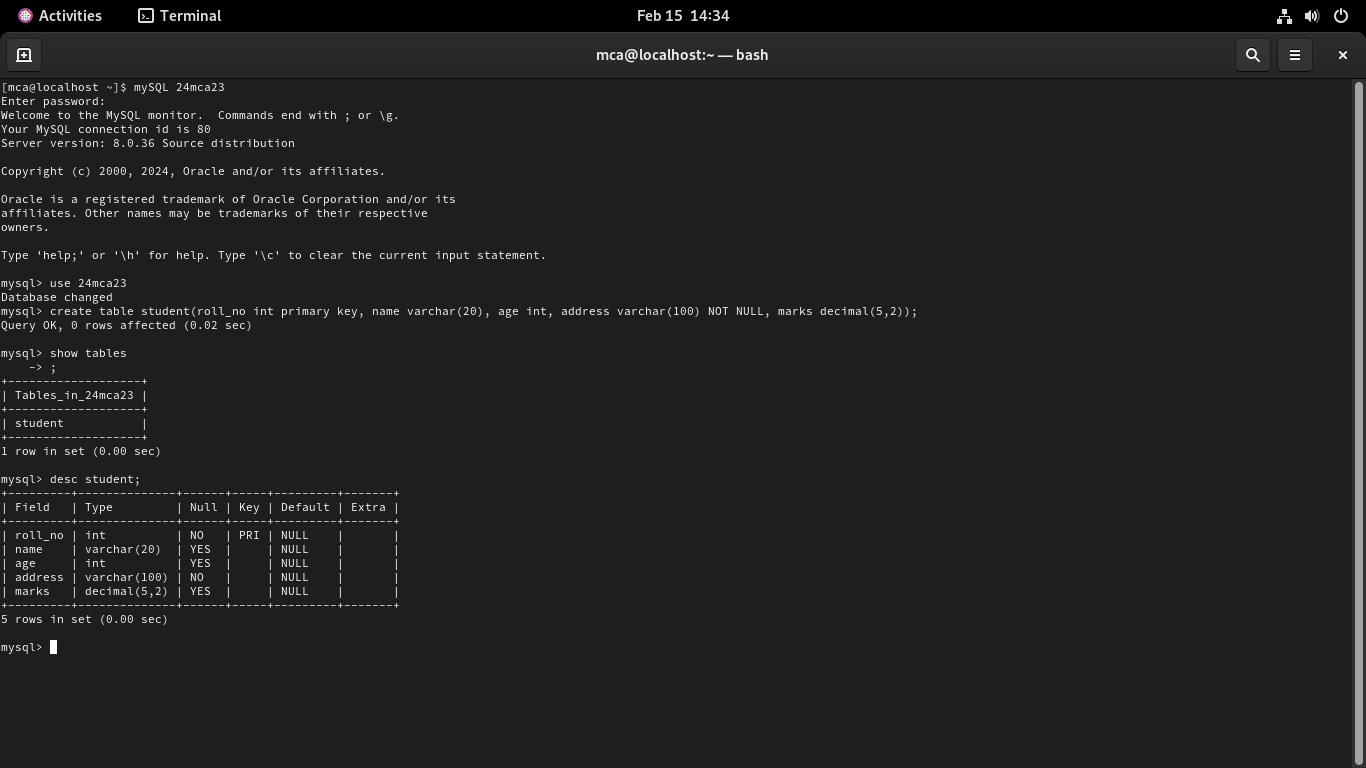 Activities Terminal Feb 15 14:34
mca@localhost:~ — bash
[mca@localhost ~]$ mySQL 24mca23
Enter password:
Welcome to the MySQL monitor.  Commands end with ; or \g.
Your MySQL connection id is 80
Server version: 8.0.36 Source distribution

Copyright (c) 2000, 2024, Oracle and/or its affiliates.

Oracle is a registered trademark of Oracle Corporation and/or its
affiliates. Other names may be trademarks of their respective
owners.

Type 'help;' or '\h' for help. Type '\c' to clear the current input statement.

mysql> use 24mca23
Database changed
mysql> create table student(roll_no int primary key, name varchar(20), age int, address varchar(100) NOT NULL, marks decimal(5,2));
Query OK, 0 rows affected (0.02 sec)

mysql> show tables
    -> ;
+-------------------+
| Tables_in_24mca23 |
+-------------------+
| student           |
+-------------------+
1 row in set (0.00 sec)

mysql> desc student;
+---------+--------------+------+-----+---------+-------+
| Field   | Type         | Null | Key | Default | Extra |
+---------+--------------+------+-----+---------+-------+
| roll_no | int          | NO   | PRI | NULL    |       |
| name    | varchar(20)  | YES  |     | NULL    |       |
| age     | int          | YES  |     | NULL    |       |
| address | varchar(100) | NO   |     | NULL    |       |
| marks   | decimal(5,2) | YES  |     | NULL    |       |
+---------+--------------+------+-----+---------+-------+
5 rows in set (0.00 sec)

mysql>